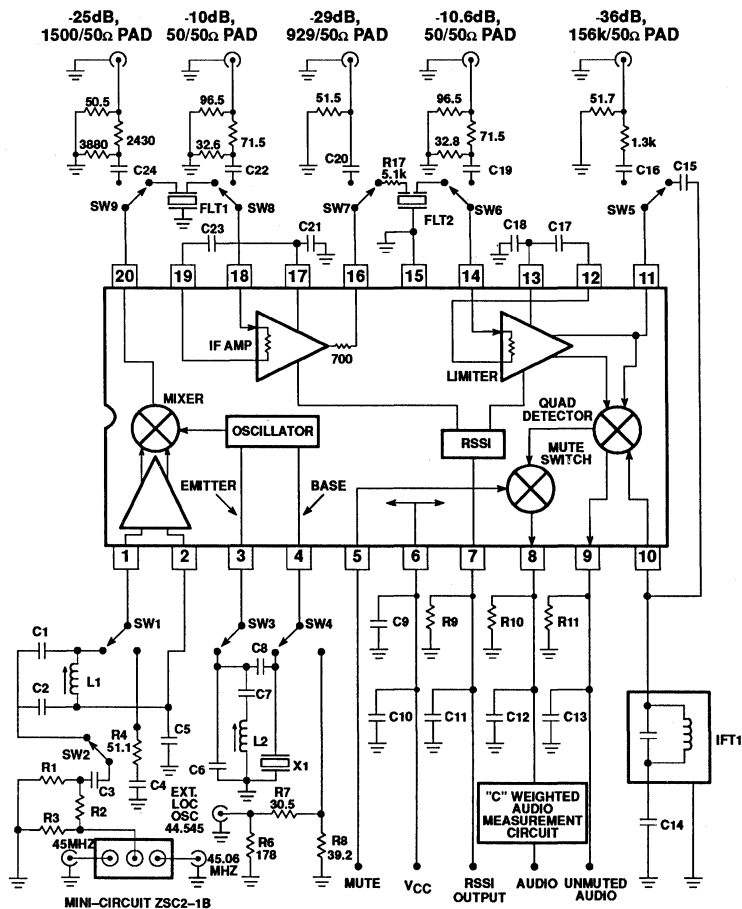 -25dB,
1500/50Ω PAD
-10dB,
50/50Ω PAD
-29dB,
929/50Ω PAD
-10.6dB,
50/50Ω PAD
-36dB,
156k/50Ω PAD
50.5
2430
3880
C24
96.5
71.5
32.6
C22
51.5
C20
R17
5.1k
96.5
71.5
32.8
C19
51.7
1.3k
C16
C15
SW9
FLT1
SW8
SW7
FLT2
SW6
SW5
C23
C21
C18
C17
20
19
18
17
16
15
14
13
12
11
IF AMP
700
LIMITER
MIXER
OSCILLATOR
RSSI
QUAD
DETECTOR
MUTE
SWITCH
EMITTER
BASE
1
2
3
4
5
6
7
8
9
10
SW1
SW3
SW4
C1
L1
C2
C8
C7
C9
R9
R10
R11
SW2
R4
51.1
C5
L2
C6
X1
C10
C11
C12
C13
IFT1
R1
C3
C4
R2
R3
EXT.
LOC
OSC
44.545
R7
30.5
R6
178
R8
39.2
"C" WEIGHTED
AUDIO
MEASUREMENT
CIRCUIT
C14
45MHZ
45.06
MHZ
MINI–CIRCUIT ZSC2–1B
MUTE
VCC
RSSI
OUTPUT
AUDIO
UNMUTED
AUDIO